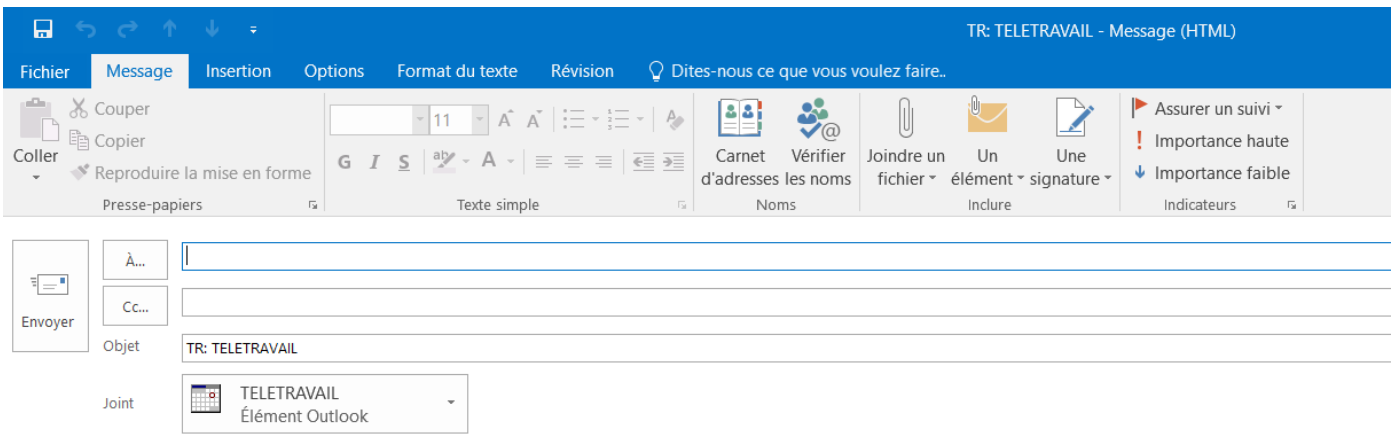 TR: TELETRAVAIL - Message (HTML)
Fichier Message Insertion Options Format du texte Révision Dites-nous ce que vous voulez faire..
Coller
Couper
Copier
Reproduire la mise en forme
Presse-papiers
11 A A
G I S ab A
Texte simple
Carnet d'adresses
Vérifier les noms
Noms
Joindre un fichier
Un élément
Une signature
Inclure
Assurer un suivi
Importance haute
Importance faible
Indicateurs
Envoyer
À...
Cc...
Objet TR: TELETRAVAIL
Joint TELETRAVAIL
Élément Outlook